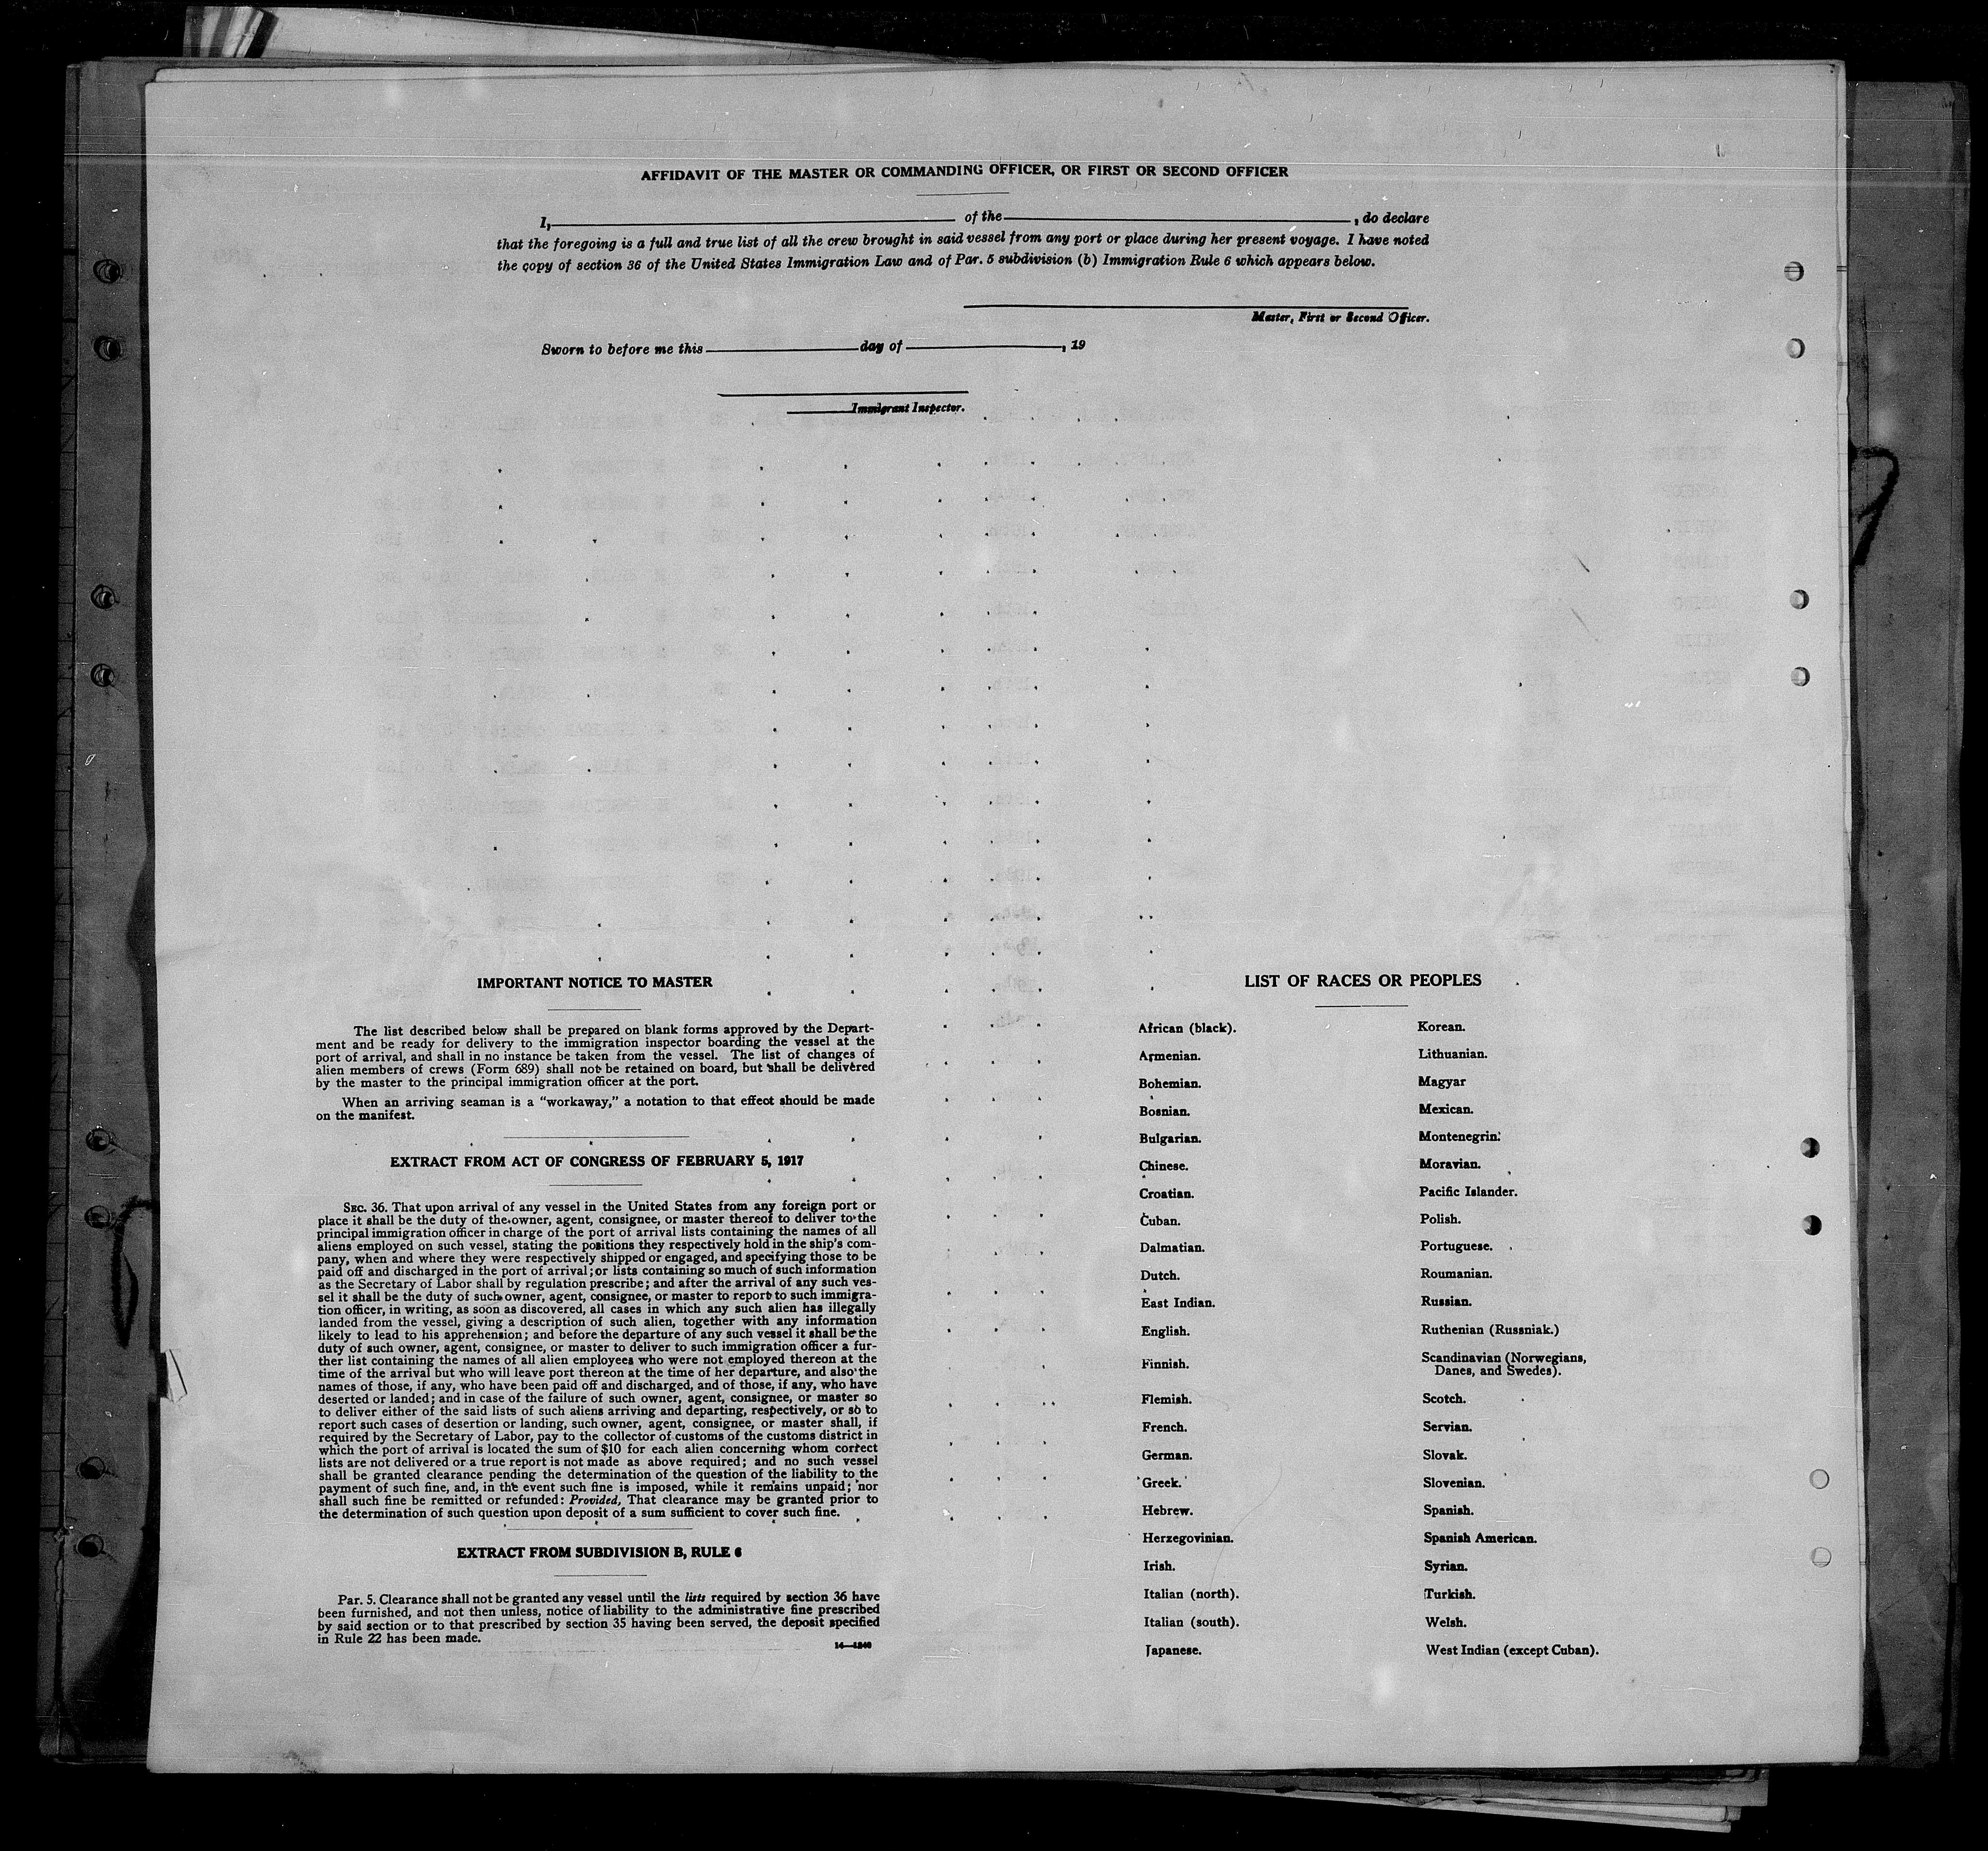 AFFIDAVIT OF THE MASTER OR COMMANDING OFFICER, OR FIRST OR SECOND OFFICER
I, of the , do declare
that the foregoing is a full and true list of all the crew brought in said vessel from any port or place during her present voyage. I have noted
the copy of section 36 of the United States Immigration Law and of Par. 5 subdivision (b) Immigration Rule 6 which appears below.
Master, First or Second Officer.
Sworn to before me this day of , 19
Immigrant Inspector.
IMPORTANT NOTICE TO MASTER
The list described below shall be prepared on blank forms approved by the Depart-
ment and be ready for delivery to the immigration inspector boarding the vessel at the
port of arrival, and shall in no instance be taken from the vessel. The list of changes of
alien members of crews (Form 689) shall not be retained on board, but shall be delivered
by the master to the principal immigration officer at the port.
When an arriving seaman is a “workaway,” a notation to that effect should be made
on the manifest.
EXTRACT FROM ACT OF CONGRESS OF FEBRUARY 5, 1917
SEC. 36. That upon arrival of any vessel in the United States from any foreign port or
place it shall be the duty of the owner, agent, consignee, or master thereof to deliver to the
principal immigration officer in charge of the port of arrival lists containing the names of all
aliens employed on such vessel, stating the positions they respectively hold in the ship's com-
pany, when and where they were respectively shipped or engaged, and specifying those to be
paid off and discharged in the port of arrival; or lists containing so much of such information
as the Secretary of Labor shall by regulation prescribe; and after the arrival of any such ves-
sel it shall be the duty of such owner, agent, consignee, or master to report to such immigra-
tion officer, in writing, as soon as discovered, all cases in which any such alien has illegally
landed from the vessel, giving a description of such alien, together with any information
likely to lead to his apprehension; and before the departure of any such vessel it shall be the
duty of such owner, agent, consignee, or master to deliver to such immigration officer a fur-
ther list containing the names of all alien employees who were not employed thereon at the
time of the arrival but who will leave port thereon at the time of her departure, and also the
names of those, if any, who have been paid off and discharged, and of those, if any, who have
deserted or landed; and in case of the failure of such owner, agent, consignee, or master so
to deliver either of the said lists of such aliens arriving and departing, respectively, or so to
report such cases of desertion or landing, such owner, agent, consignee, or master shall, if
required by the Secretary of Labor, pay to the collector of customs of the customs district in
which the port of arrival is located the sum of $10 for each alien concerning whom correct
lists are not delivered or a true report is not made as above required; and no such vessel
shall be granted clearance pending the determination of the question of the liability to the
payment of such fine, and, in the event such fine is imposed, while it remains unpaid; nor
shall such fine be remitted or refunded: Provided, That clearance may be granted prior to
the determination of such question upon deposit of a sum sufficient to cover such fine.
EXTRACT FROM SUBDIVISION B, RULE 6
Par. 5. Clearance shall not be granted any vessel until the lists required by section 36 have
been furnished, and not then unless, notice of liability to the administrative fine prescribed
by said section or to that prescribed by section 35 having been served, the deposit specified
in Rule 22 has been made.
14—1240
LIST OF RACES OR PEOPLES
African (black).
Armenian.
Bohemian.
Bosnian.
Bulgarian.
Chinese.
Croatian.
Cuban.
Dalmatian.
Dutch.
East Indian.
English.
Finnish.
Flemish.
French.
German.
Greek.
Hebrew.
Herzegovinian.
Irish.
Italian (north).
Italian (south).
Japanese.
Korean.
Lithuanian.
Magyar
Mexican.
Montenegrin.
Moravian.
Pacific Islander.
Polish.
Portuguese.
Roumanian.
Russian.
Ruthenian (Russniak.)
Scandinavian (Norwegians,
Danes, and Swedes).
Scotch.
Servian.
Slovak.
Slovenian.
Spanish.
Spanish American.
Syrian.
Turkish.
Welsh.
West Indian (except Cuban).